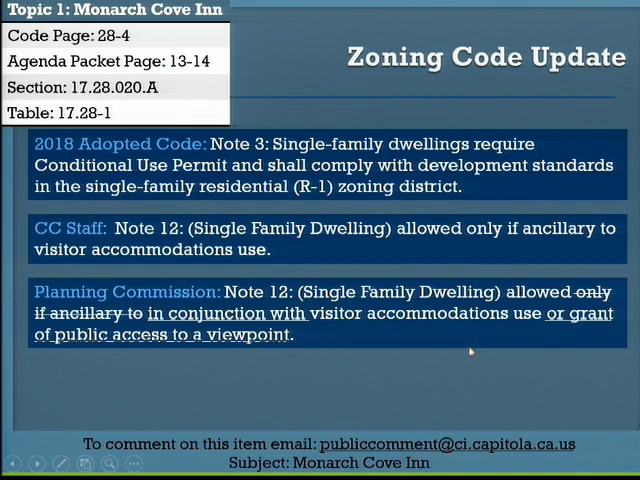 Topic 1: Monarch Cove Inn
Code Page: 28-4
Agenda Packet Page: 13-14
Section: 17.28.020.A
Table: 17.28-1
Zoning Code Update
2018 Adopted Code: Note 3: Single-family dwellings require
Conditional Use Permit and shall comply with development standards
in the single-family residential (R-1) zoning district.
CC Staff: Note 12: (Single Family Dwelling) allowed only if ancillary to
visitor accommodations use.
Planning Commission: Note 12: (Single Family Dwelling) allowed only
if ancillary to in conjunction with visitor accommodations use or grant
of public access to a viewpoint.
To comment on this item email: publiccomment@ci.capitola.ca.us
Subject: Monarch Cove Inn